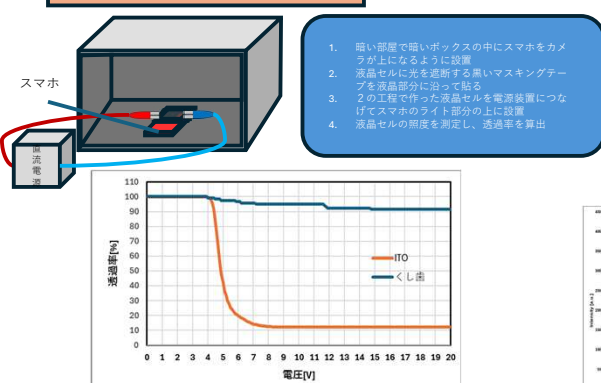 スマホ
直流電源
1. 暗い部屋で暗いボックスの中にスマホをカメ
ラが上になるように設置
2. 液晶セルに光を遮断する黒いマスキングテー
プを液晶部分に沿って貼る
3. ２の工程で作った液晶セルを電源装置につな
げてスマホのライト部分の上に設置
4. 液晶セルの照度を測定し、透過率を算出
透過率[%]
110
100
90
80
70
60
50
40
30
20
10
0
ITO
くし歯
0 1 2 3 4 5 6 7 8 9 10 11 12 13 14 15 16 17 18 19 20
電圧[V]